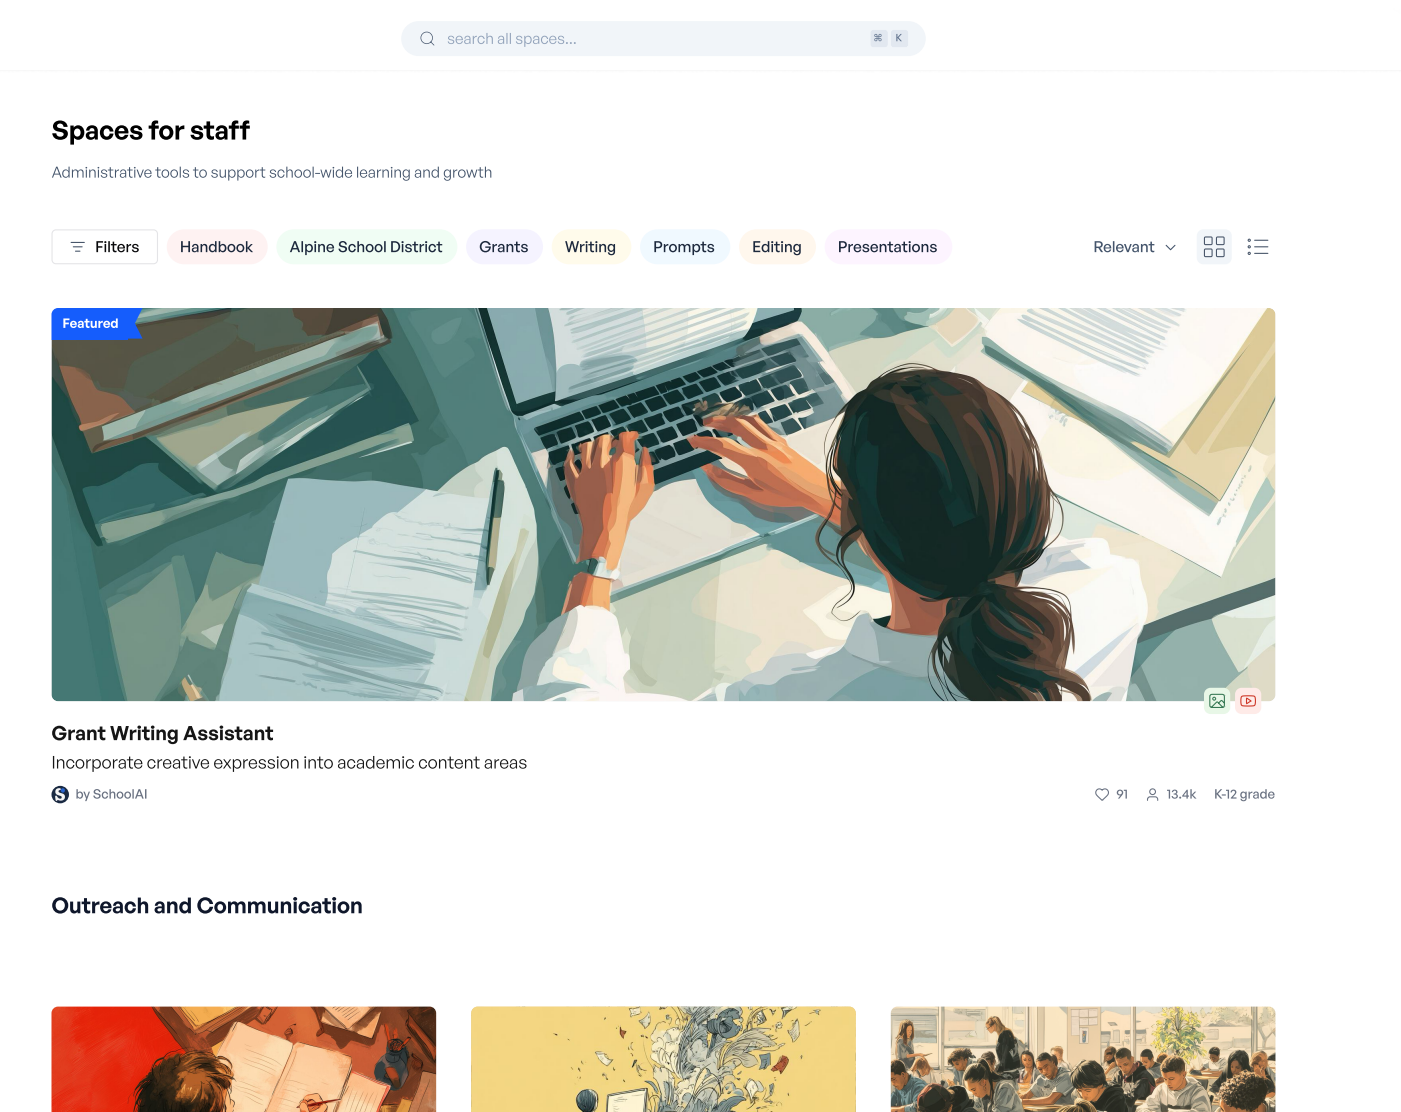 search all spaces...
⌘ K
Spaces for staff
Administrative tools to support school-wide learning and growth
Filters
Handbook
Alpine School District
Grants
Writing
Prompts
Editing
Presentations
Relevant
Featured
Grant Writing Assistant
Incorporate creative expression into academic content areas
S by SchoolAI
91
13.4k
K-12 grade
Outreach and Communication